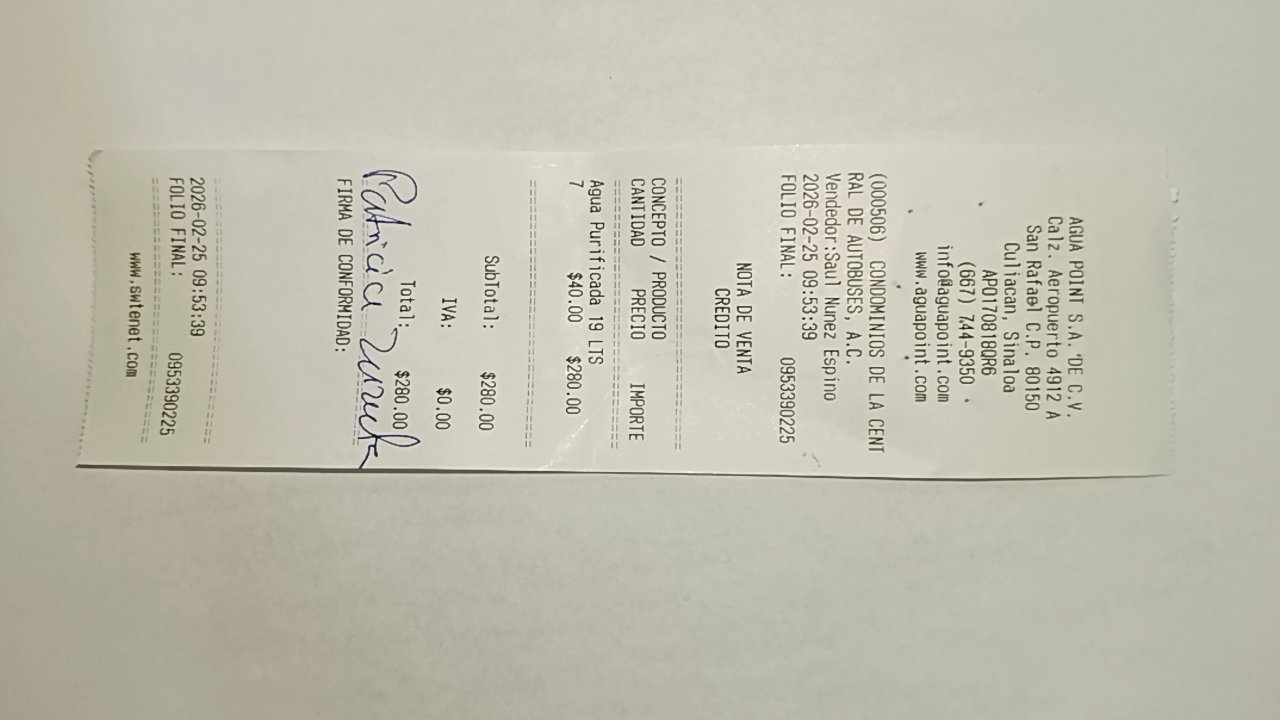 AGUA POINT S.A. DE C.V.
Calz. Aeropuerto 4912 A
San Rafael C.P. 80150
Culiacan, Sinaloa
APO170818QR6
(667) 744-9350
info@aguapoint.com
www.aguapoint.com
(000506) CONDOMINIOS DE LA CENT
RAL DE AUTOBUSES, A.C.
Vendedor:Saul Nunez Espino
2026-02-25 09:53:39
FOLIO FINAL: 0953390225
NOTA DE VENTA
CREDITO
CONCEPTO / PRODUCTO
CANTIDAD PRECIO IMPORTE
Agua Purificada 19 LTS
7 $40.00 $280.00
SubTotal: $280.00
IVA: $0.00
Total: $280.00
Patricia Zurita
FIRMA DE CONFORMIDAD:
2026-02-25 09:53:39
FOLIO FINAL: 0953390225
www.swtenet.com